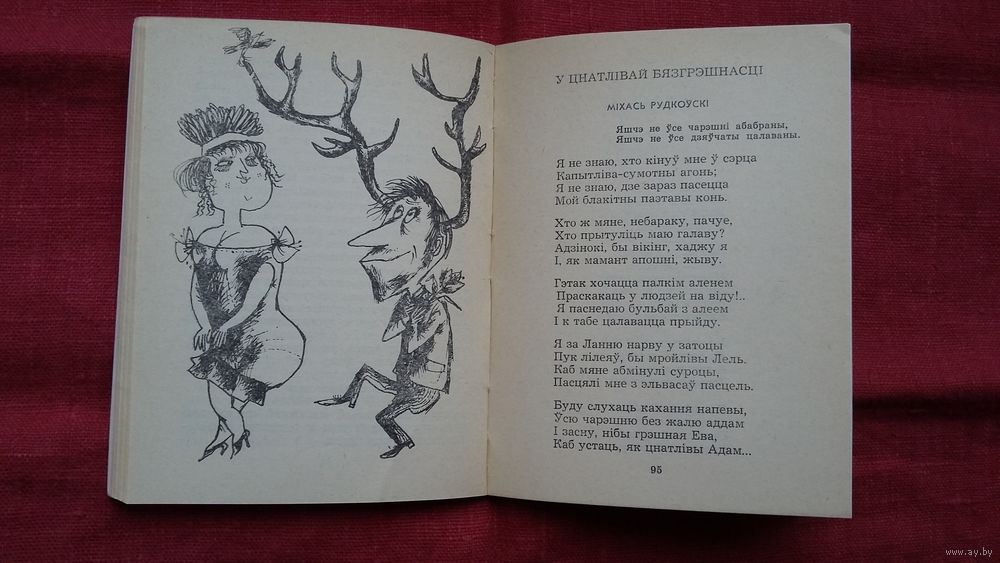 У ЦНАТЛІВАЙ БЯЗГРЭШНАСЦІ
МІХАСЬ РУДКОЎСКІ
Яшчэ не ўсе чарэшні абабраны,
Яшчэ не ўсе дзяўчаты цалаваны.
Я не знаю, хто кінуў мне ў сэрца
Капытліва-сумотны агонь;
Я не знаю, дзе зараз пасецца
Мой блакітны паэтавы конь.
Хто ж мяне, небараку, пачуе,
Хто прытуліць маю галаву?
Адзінокі, бы вікінг, хаджу я
І, як мамант апошні, жыву.
Гэтак хочацца палкім аленем
Праскакаць у людзей на віду!..
Я паснедаю бульбай з алеем
І к табе цалавацца прыйду.
Я за Ланню нарву у затоцы
Пук лілеяў, бы мройлівы Лель.
Каб мяне абмінулі суроцы,
Пасцялі мне з эльвасаў пасцель.
Буду слухаць кахання напевы,
Ўсю чарэшню без жалю аддам
І засну, нібы грэшная Ева,
Каб устаць, як цнатлівы Адам...
95
www.ay.by